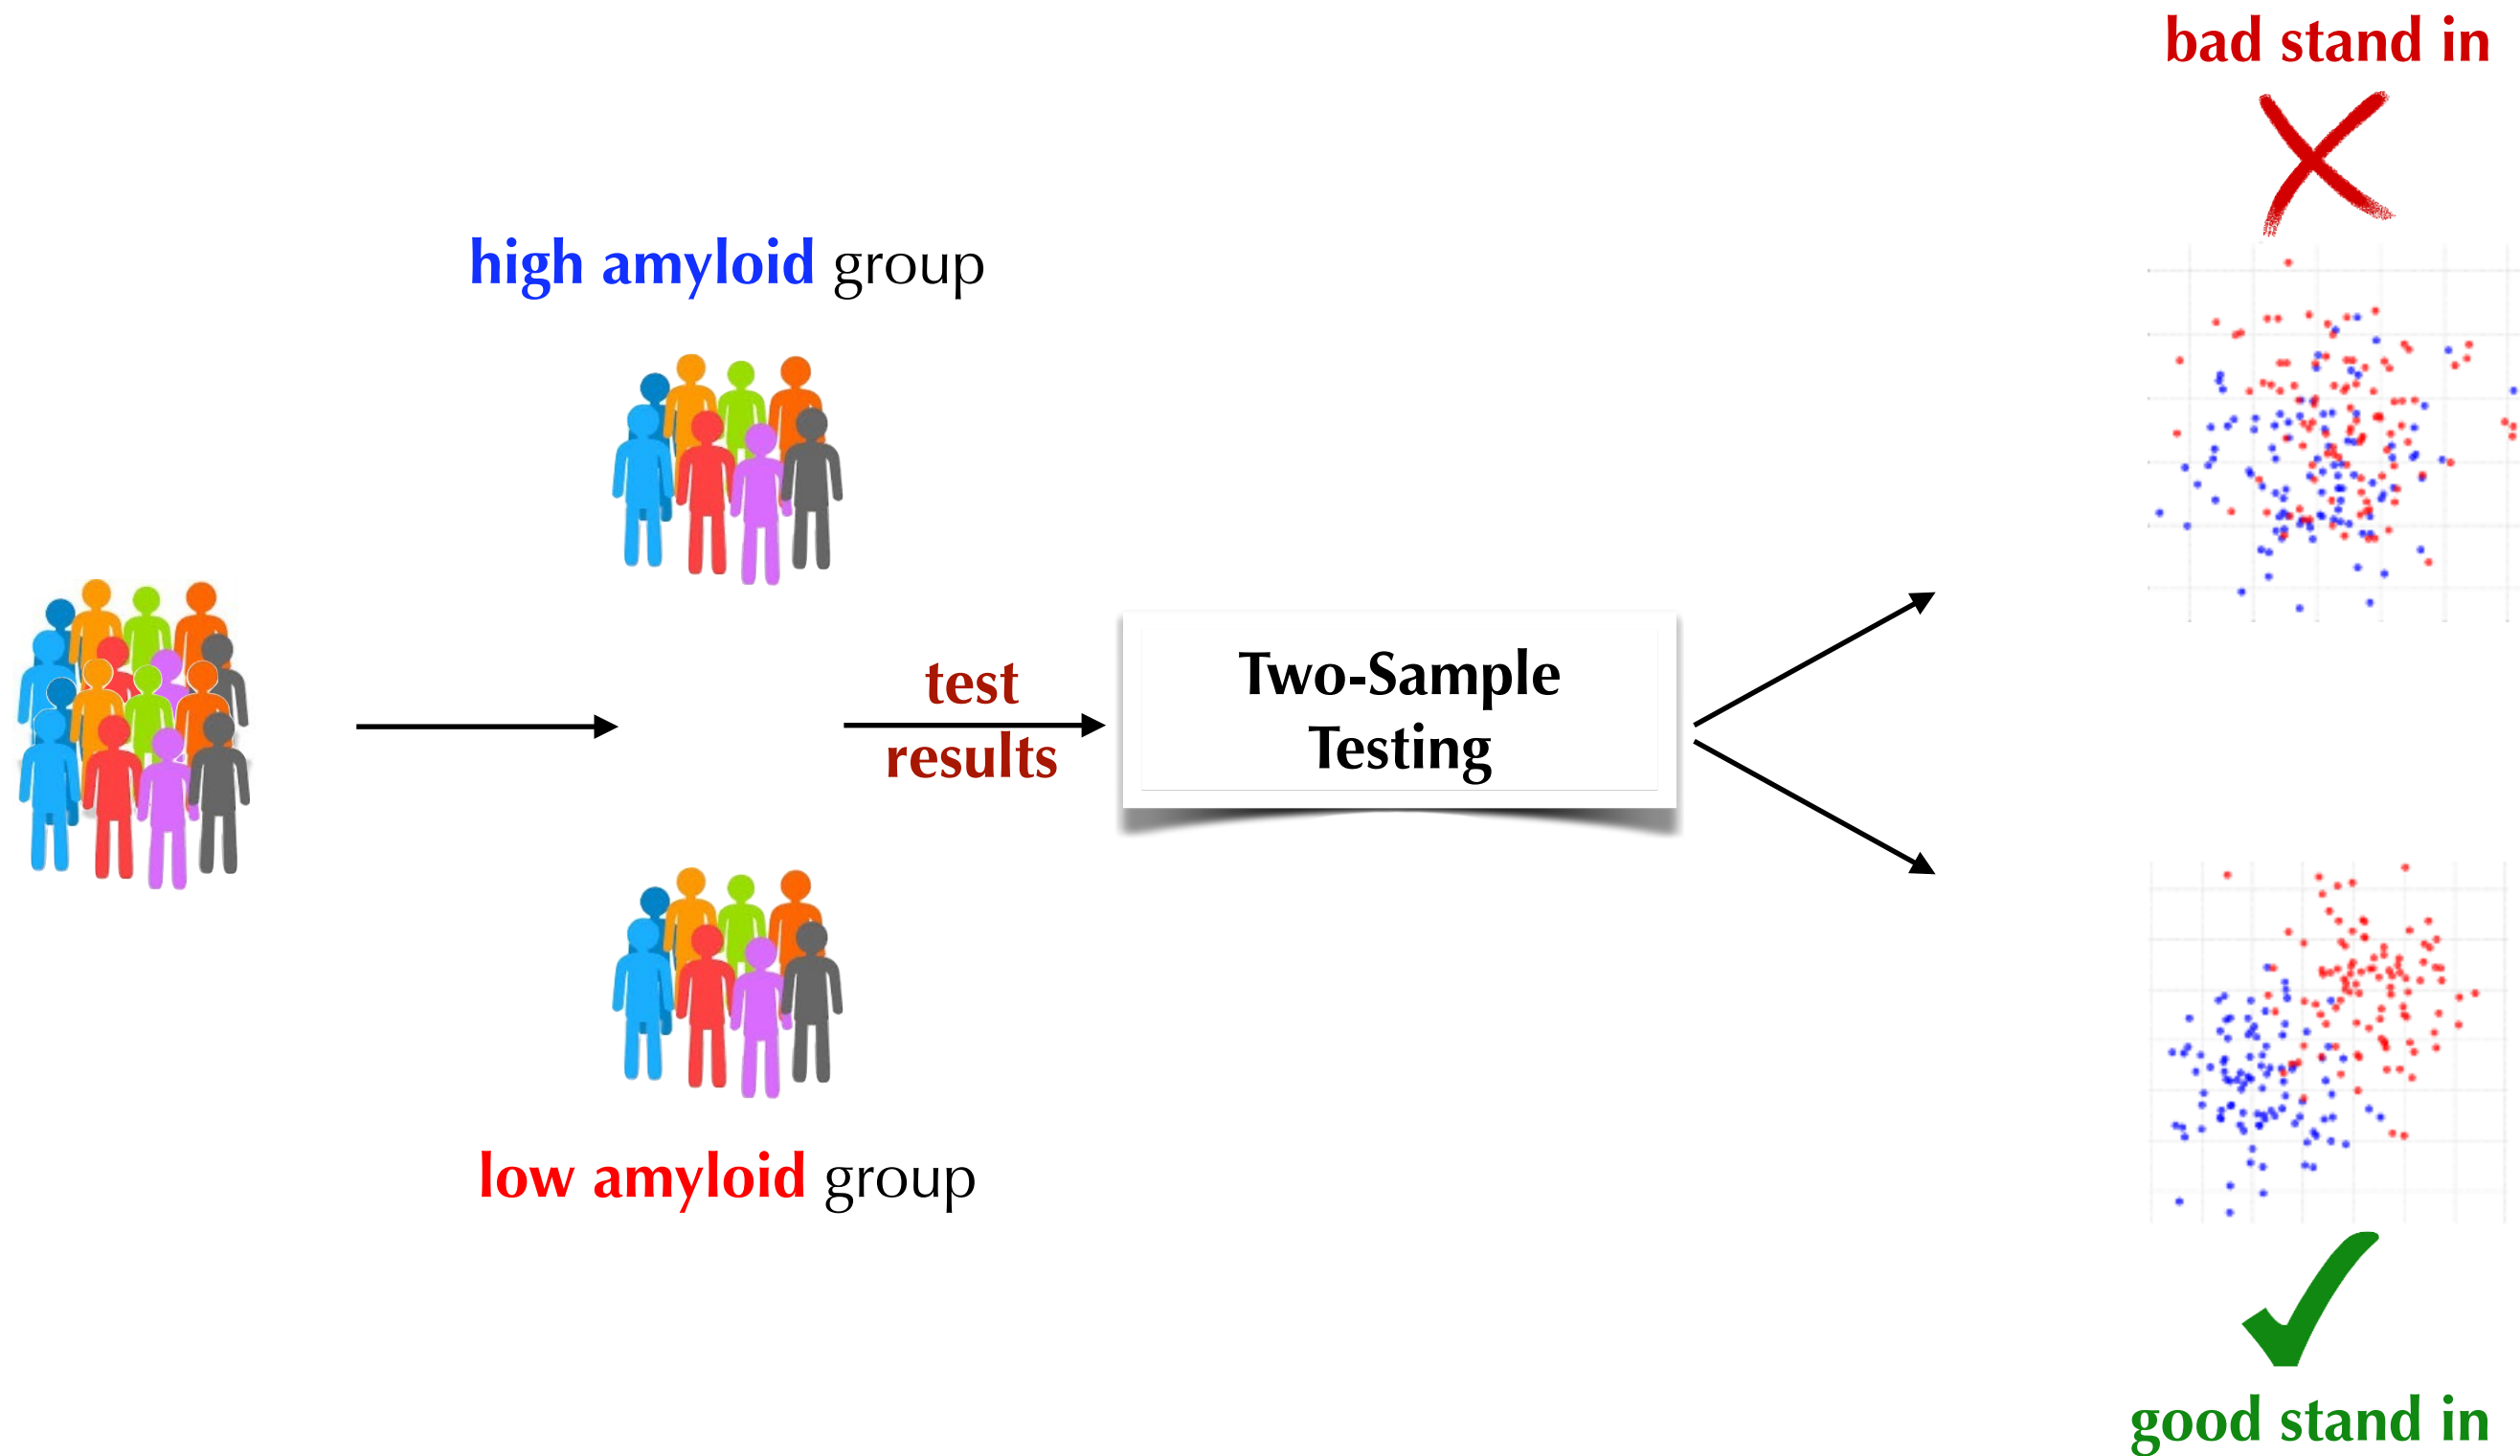 bad stand in
high amyloid group
test
results
Two-Sample
Testing
low amyloid group
good stand in